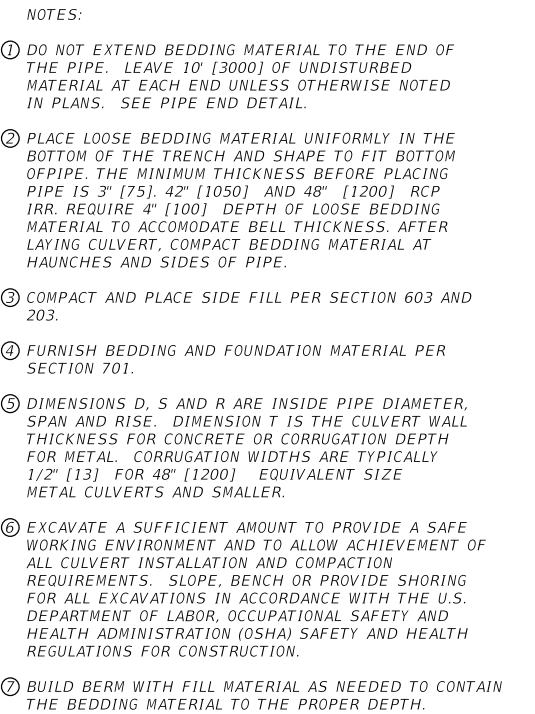 NOTES:
① DO NOT EXTEND BEDDING MATERIAL TO THE END OF
THE PIPE. LEAVE 10' [3000] OF UNDISTURBED
MATERIAL AT EACH END UNLESS OTHERWISE NOTED
IN PLANS. SEE PIPE END DETAIL.
② PLACE LOOSE BEDDING MATERIAL UNIFORMLY IN THE
BOTTOM OF THE TRENCH AND SHAPE TO FIT BOTTOM
OFPIPE. THE MINIMUM THICKNESS BEFORE PLACING
PIPE IS 3" [75]. 42" [1050] AND 48" [1200] RCP
IRR. REQUIRE 4" [100] DEPTH OF LOOSE BEDDING
MATERIAL TO ACCOMODATE BELL THICKNESS. AFTER
LAYING CULVERT, COMPACT BEDDING MATERIAL AT
HAUNCHES AND SIDES OF PIPE.
③ COMPACT AND PLACE SIDE FILL PER SECTION 603 AND
203.
④ FURNISH BEDDING AND FOUNDATION MATERIAL PER
SECTION 701.
⑤ DIMENSIONS D, S AND R ARE INSIDE PIPE DIAMETER,
SPAN AND RISE. DIMENSION T IS THE CULVERT WALL
THICKNESS FOR CONCRETE OR CORRUGATION DEPTH
FOR METAL. CORRUGATION WIDTHS ARE TYPICALLY
1/2" [13] FOR 48" [1200] EQUIVALENT SIZE
METAL CULVERTS AND SMALLER.
⑥ EXCAVATE A SUFFICIENT AMOUNT TO PROVIDE A SAFE
WORKING ENVIRONMENT AND TO ALLOW ACHIEVEMENT OF
ALL CULVERT INSTALLATION AND COMPACTION
REQUIREMENTS. SLOPE, BENCH OR PROVIDE SHORING
FOR ALL EXCAVATIONS IN ACCORDANCE WITH THE U.S.
DEPARTMENT OF LABOR, OCCUPATIONAL SAFETY AND
HEALTH ADMINISTRATION (OSHA) SAFETY AND HEALTH
REGULATIONS FOR CONSTRUCTION.
⑦ BUILD BERM WITH FILL MATERIAL AS NEEDED TO CONTAIN
THE BEDDING MATERIAL TO THE PROPER DEPTH.